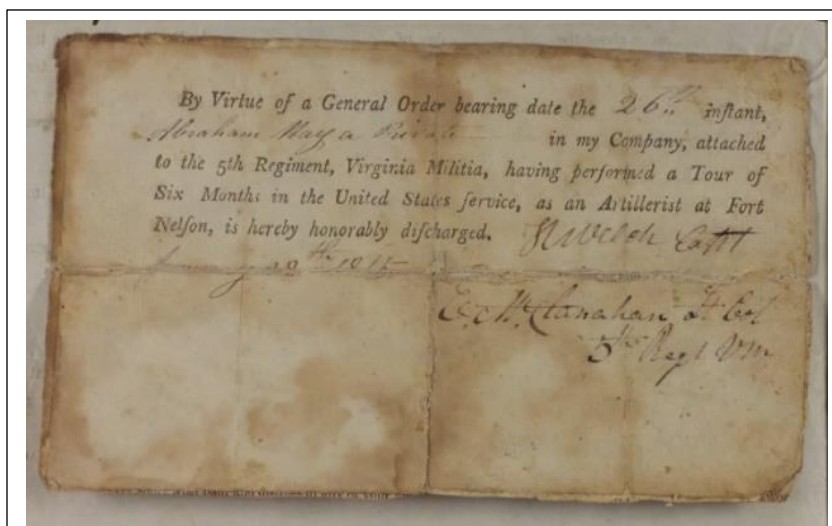 By Virtue of a General Order bearing date the 26th inſtant,
Abraham May a Private in my Company, attached
to the 5th Regiment, Virginia Militia, having performed a Tour of
Six Months in the United States ſervice, as an Artilleriſt at Fort
Nelſon, is hereby honorably diſcharged.
Capt
E. McClanahan Lt Col
5th Regt VM